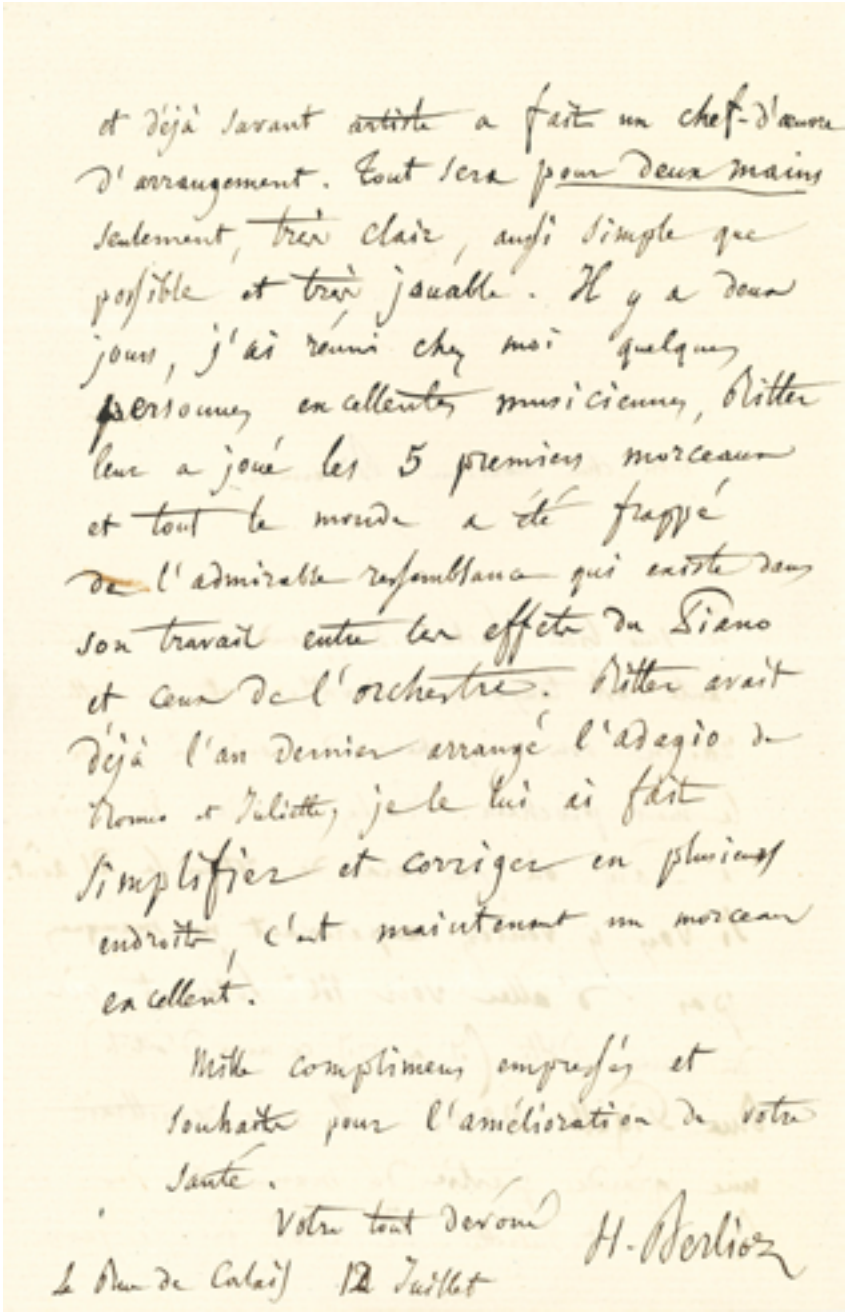 et déjà savant artiste a fait un chef-d'œuvre
d'arrangement. Tout sera pour deux mains
seulement, très clair, aussi simple que
possible et très jouable. Il y a deux
jours, j'ai réuni chez moi quelques
personnes excellentes musiciennes, Ritter
leur a joué les 5 premiers morceaux
et tout le monde a été frappé
de l'admirable ressemblance qui existe dans
son travail entre les effets du Piano
et ceux de l'orchestre. Ritter avait
déjà l'an dernier arrangé l'adagio de
Romeo et Juliette, je le lui ai fait
simplifier et corriger en plusieurs
endroits, c'est maintenant un morceau
excellent.
Mille complimens empressés et
souhaits pour l'amélioration de votre
santé.
Votre tout dévoué
H. Berlioz
4 Rue de Calais 12 Juillet